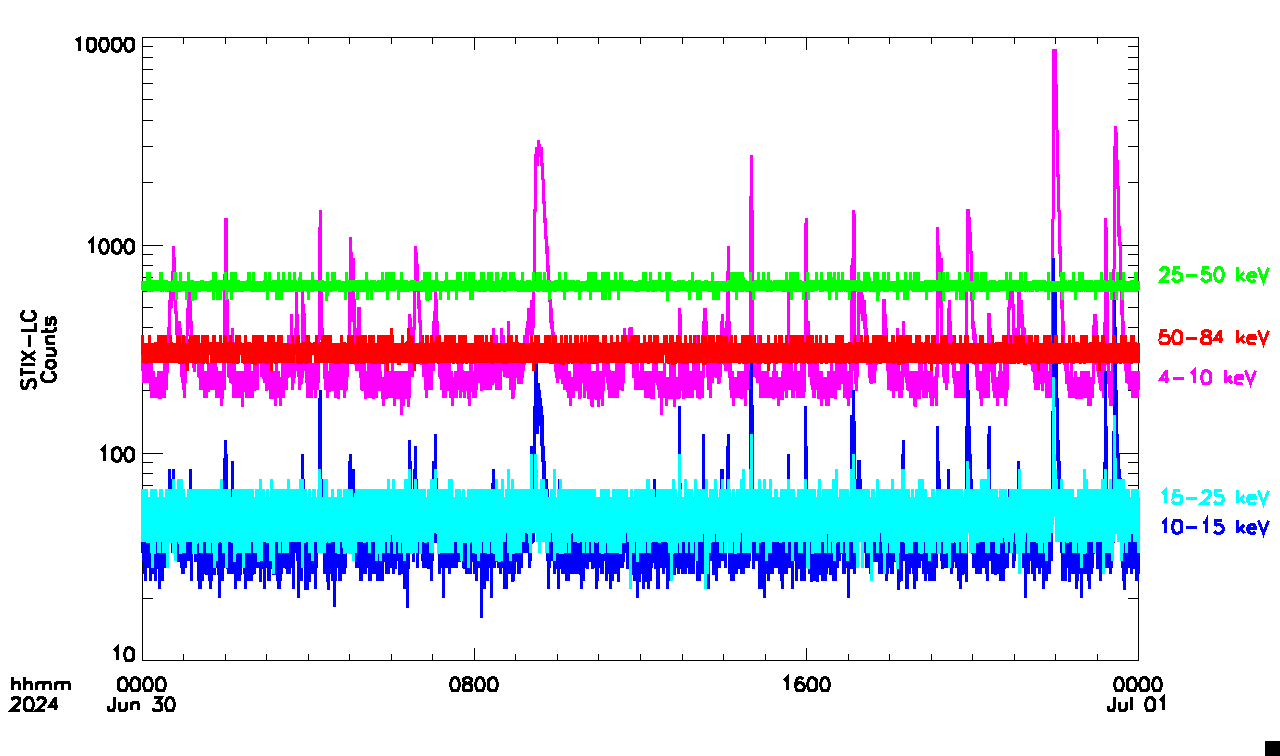 10000
1000
100
10
STIX-LC
Counts
25-50 keV
50-84 keV
4-10 keV
15-25 keV
10-15 keV
hhmm 0000 0800 1600 0000
2024 Jun 30 Jul 01